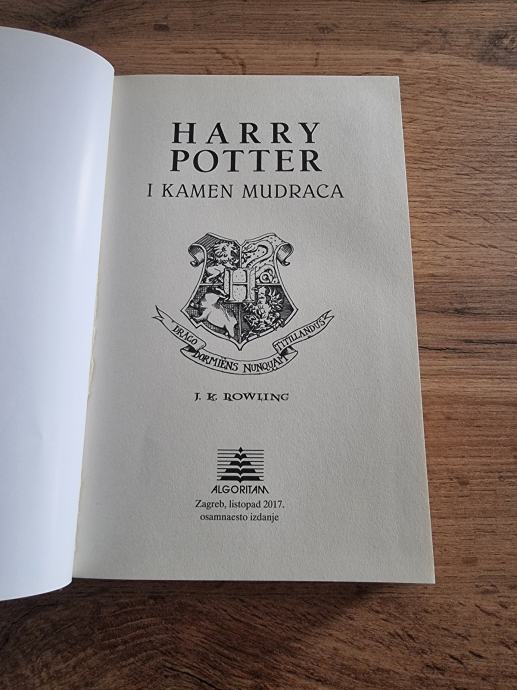 HARRY
POTTER
I KAMEN MUDRACA
H
DRACO DORMIENS NUNQUAM TITILLANDUS
J. K. ROWLING
ALGORITAM
Zagreb, listopad 2017.
osamnaesto izdanje